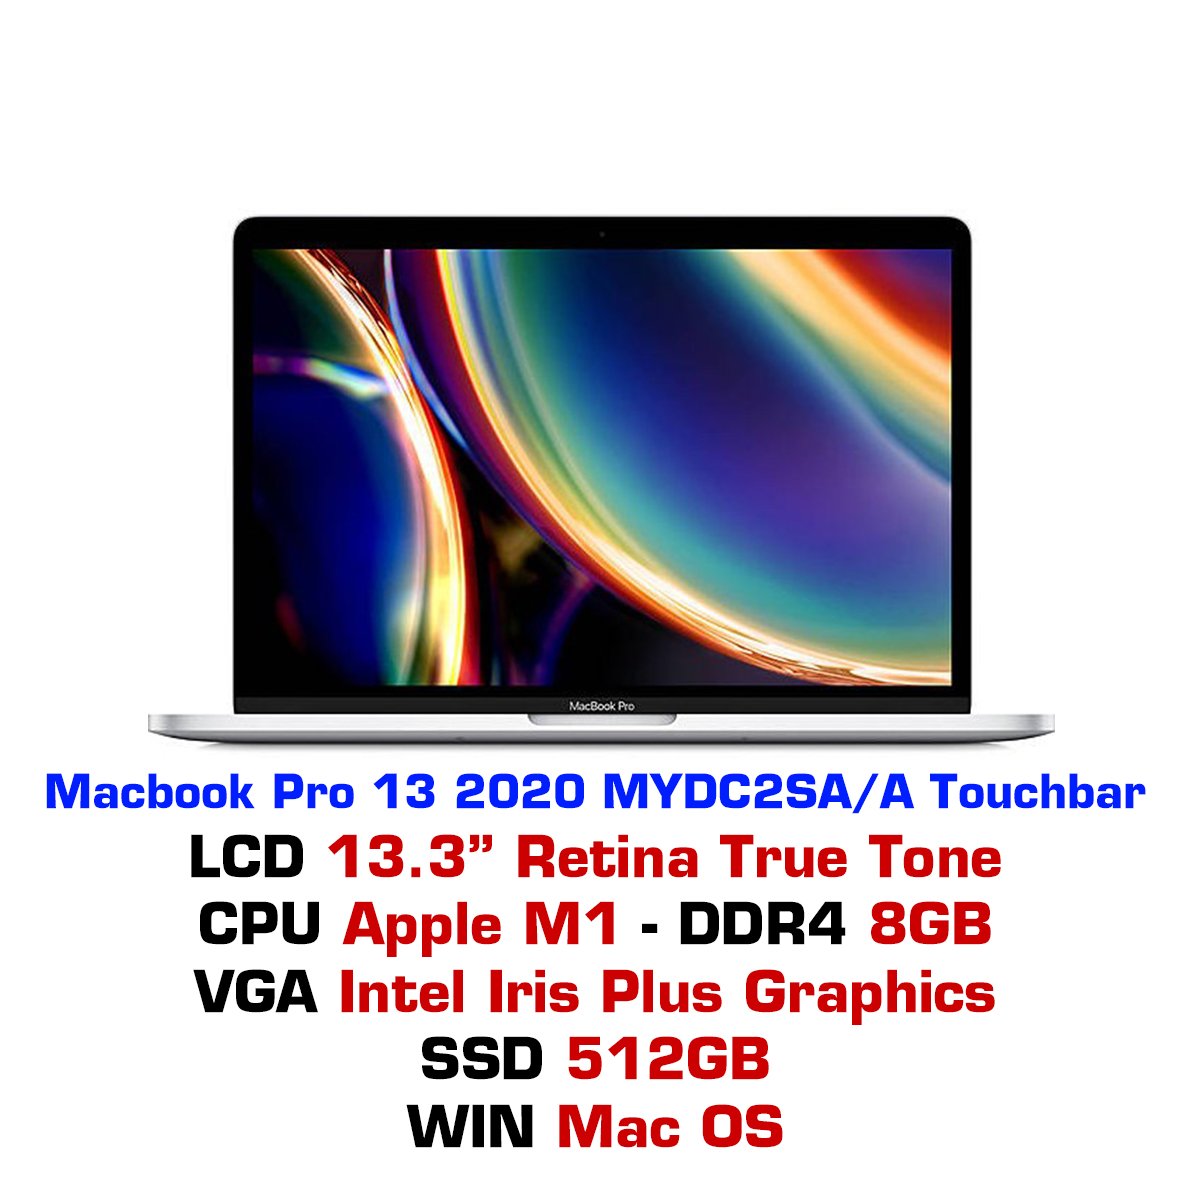 MacBook Pro
Macbook Pro 13 2020 MYDC2SA/A Touchbar
LCD 13.3” Retina True Tone
CPU Apple M1 - DDR4 8GB
VGA Intel Iris Plus Graphics
SSD 512GB
WIN Mac OS